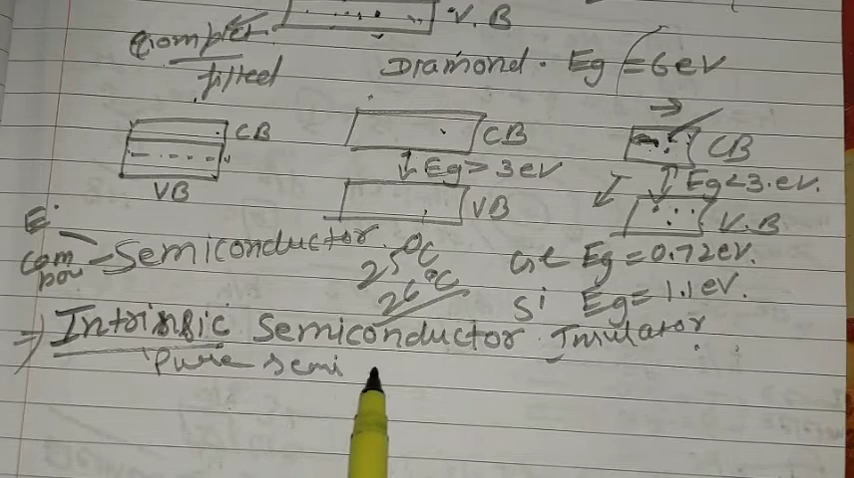 V.B
filled
Diamond. Eg = 6ev
CB
VB
CB
Eg > 3ev
VB
CB
Eg < 3.ev.
V.B
E.
com - Semiconductor.
25°C
26°C
Ge Eg = 0.72ev.
Si Eg = 1.1ev.
⇒ Intrinsic Semiconductor. Insulator
Pure semi